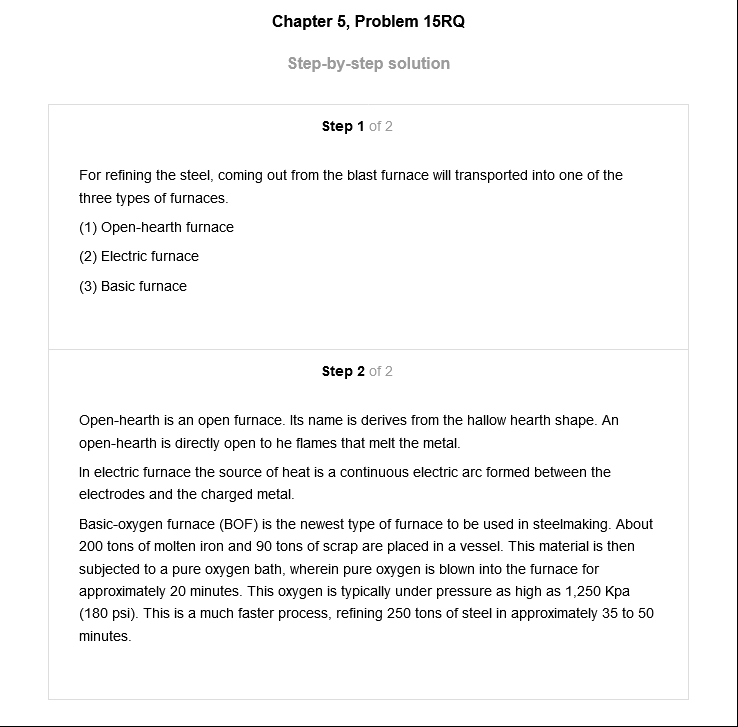 Chapter 5, Problem 15RQ
Step-by-step solution
Step 1 of 2
For refining the steel, coming out from the blast furnace will transported into one of the
three types of furnaces.
(1) Open-hearth furnace
(2) Electric furnace
(3) Basic furnace
Step 2 of 2
Open-hearth is an open furnace. Its name is derives from the hallow hearth shape. An
open-hearth is directly open to he flames that melt the metal.
In electric furnace the source of heat is a continuous electric arc formed between the
electrodes and the charged metal.
Basic-oxygen furnace (BOF) is the newest type of furnace to be used in steelmaking. About
200 tons of molten iron and 90 tons of scrap are placed in a vessel. This material is then
subjected to a pure oxygen bath, wherein pure oxygen is blown into the furnace for
approximately 20 minutes. This oxygen is typically under pressure as high as 1,250 Kpa
(180 psi). This is a much faster process, refining 250 tons of steel in approximately 35 to 50
minutes.